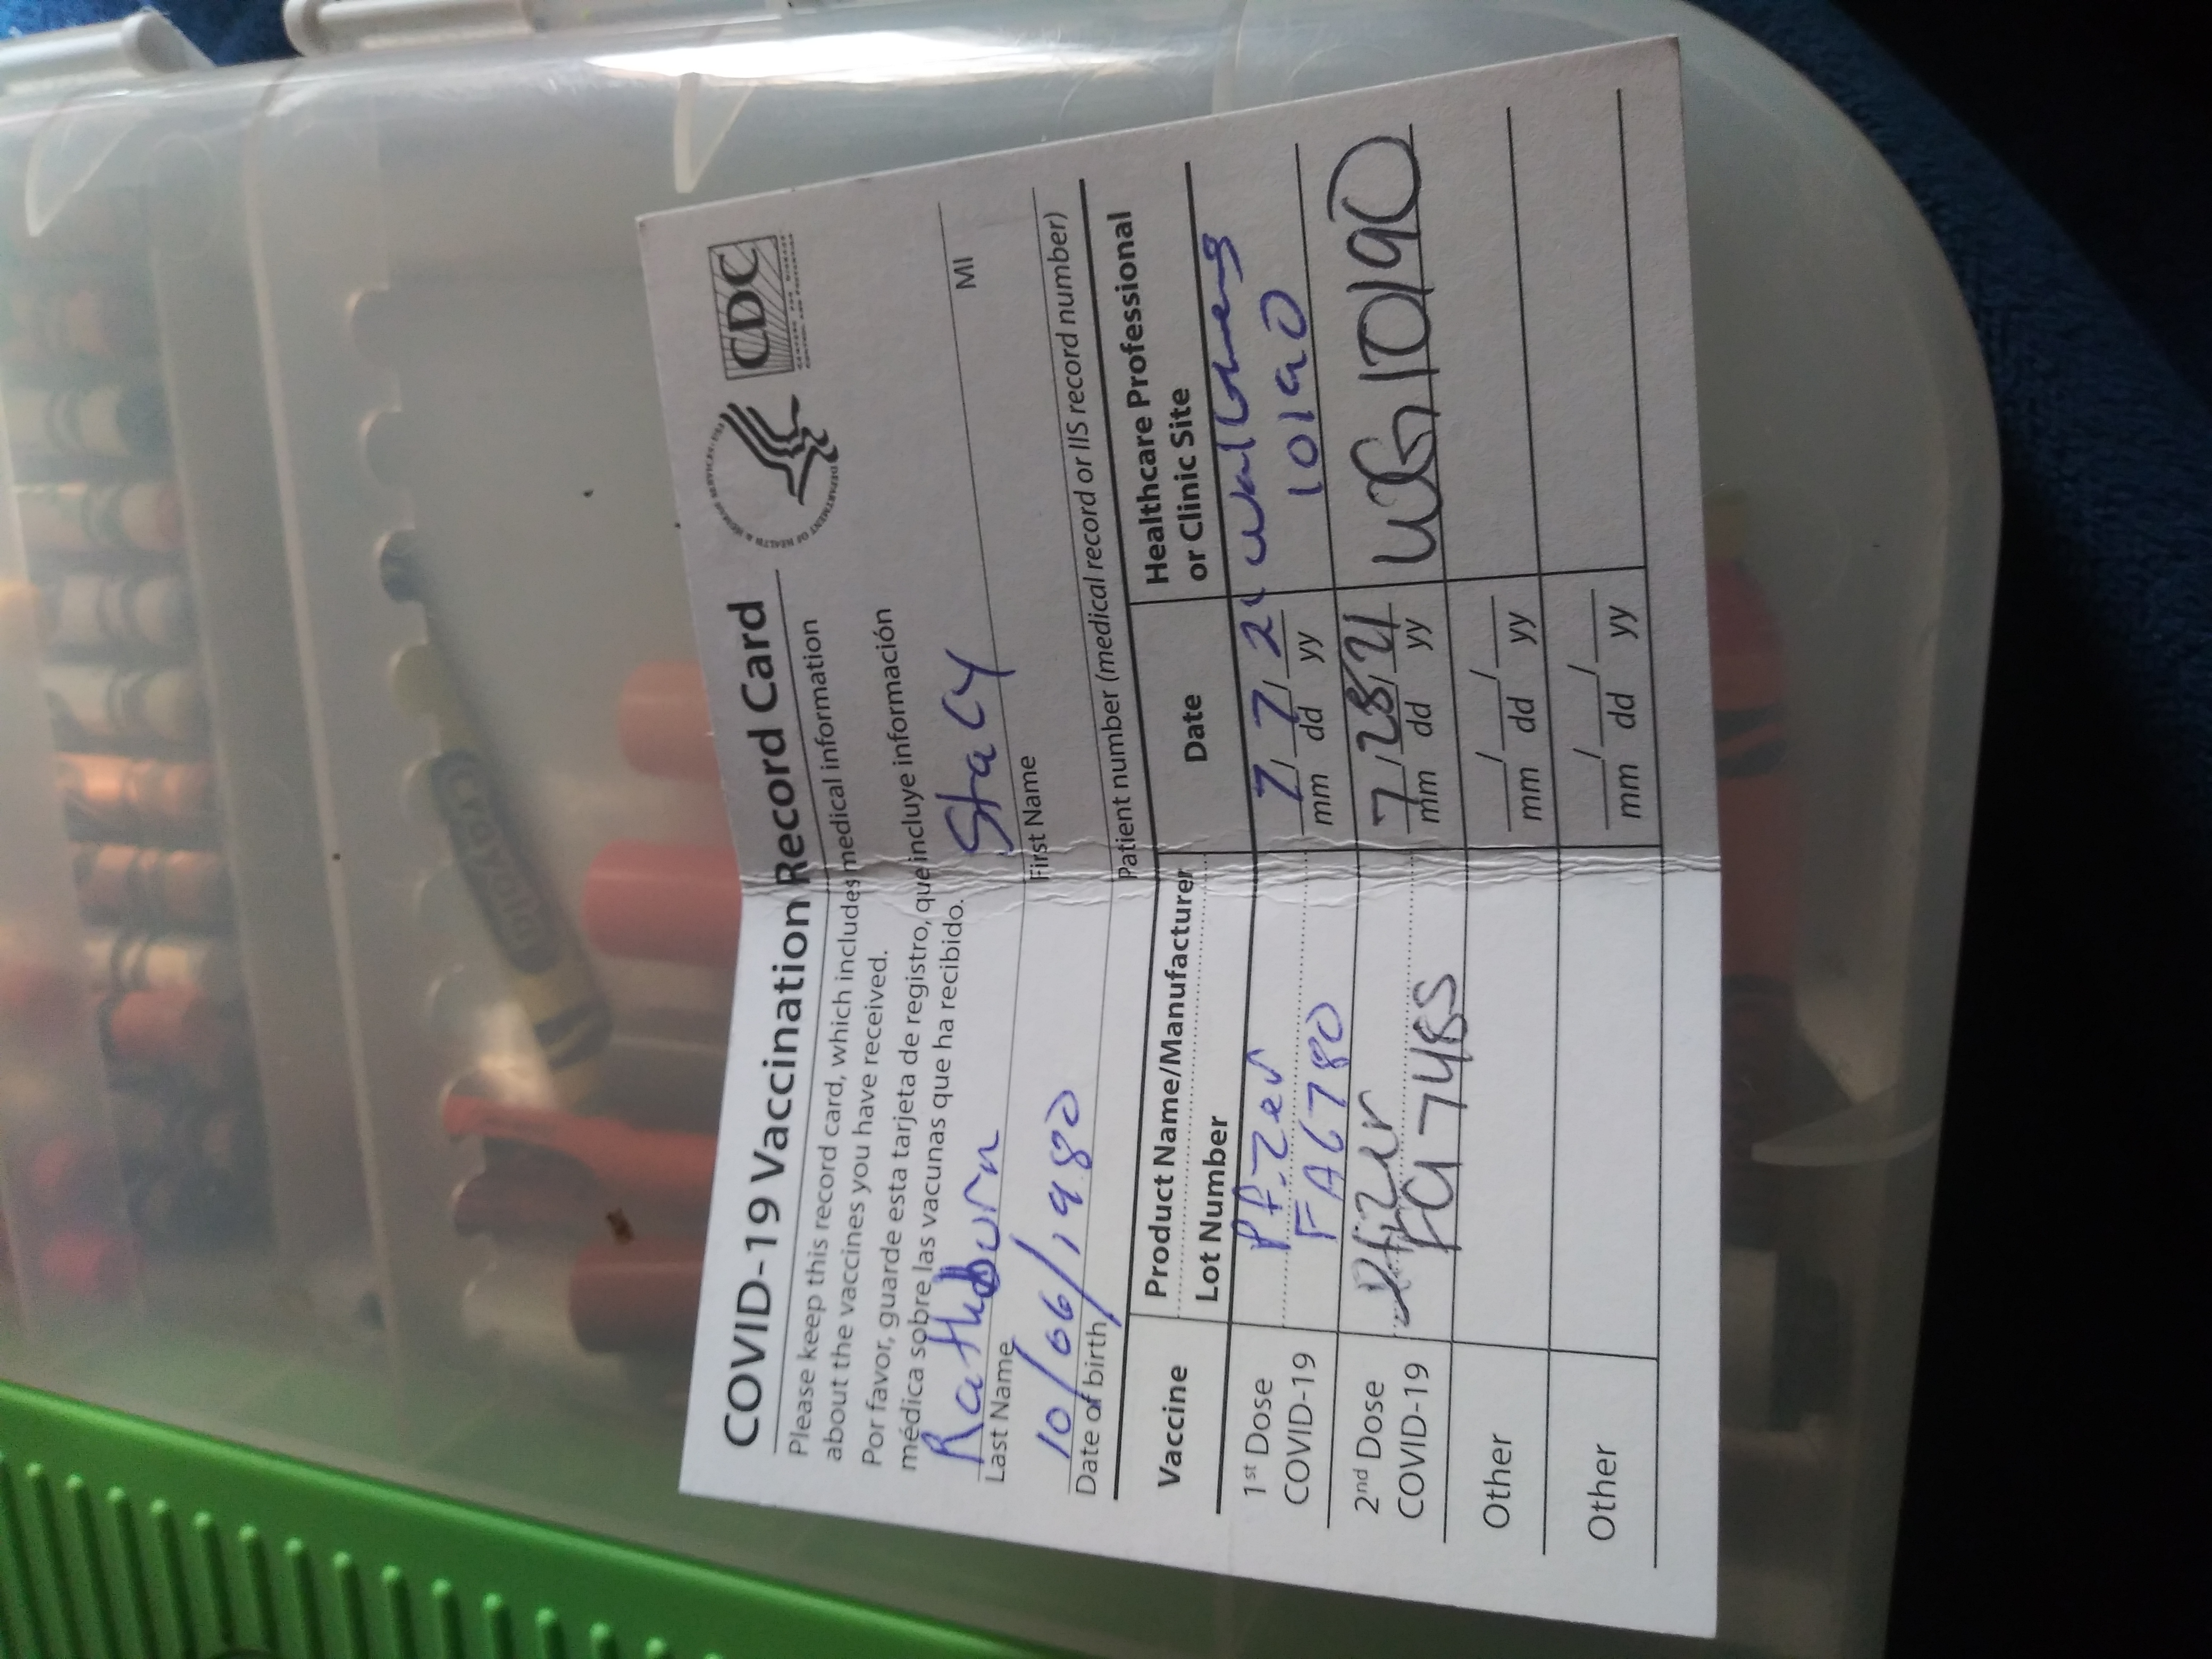 COVID-19 Vaccination Record Card
CDC
Please keep this record card, which includes medical information
about the vaccines you have received.
Por favor, guarde esta tarjeta de registro, que incluye información
médica sobre las vacunas que ha recibido.
Rathburn Stacy
Last Name First Name MI
10/06/1980
Date of birth Patient number (medical record or IIS record number)
Vaccine Product Name/Manufacturer Date Healthcare Professional
Lot Number or Clinic Site
1st Dose Pfizer 7/7/21 Walgreens
COVID-19 FA6780 mm dd yy 10190
2nd Dose Pfizer 7/28/21 WG 10190
COVID-19 FA7485 mm dd yy
Other / /
mm dd yy
Other / /
mm dd yy
Crayola